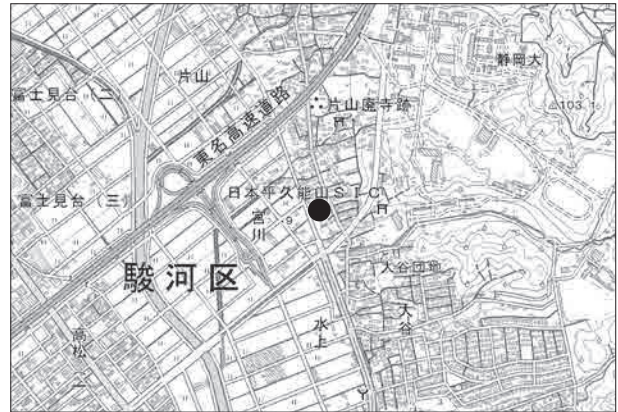 静岡大
片山
富士見台(二)
東名高速道路
片山廃寺跡
103
日本平久能山SIC
富士見台(三)
宮川
9
駿河区
大谷団地
大谷
水上
高松